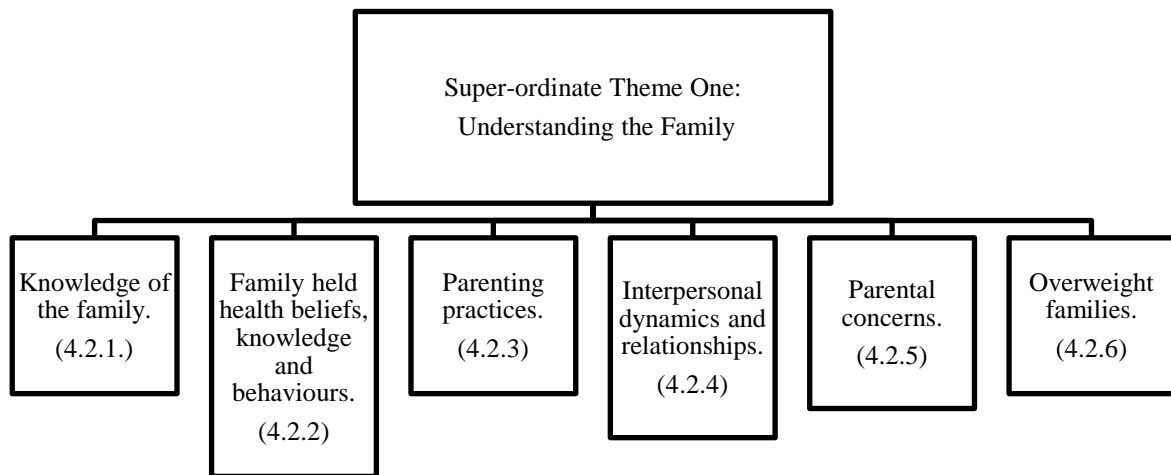 Super-ordinate Theme One:
Understanding the Family
Knowledge of
the family.
(4.2.1.)
Family held
health beliefs,
knowledge
and
behaviours.
(4.2.2)
Parenting
practices.
(4.2.3)
Interpersonal
dynamics and
relationships.
(4.2.4)
Parental
concerns.
(4.2.5)
Overweight
families.
(4.2.6)